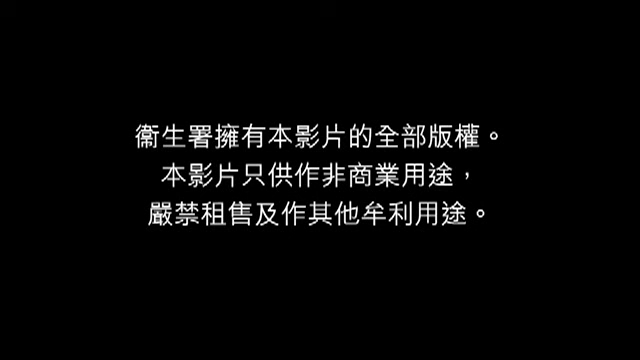 衞生署擁有本影片的全部版權。
本影片只供作非商業用途，
嚴禁租售及作其他牟利用途。